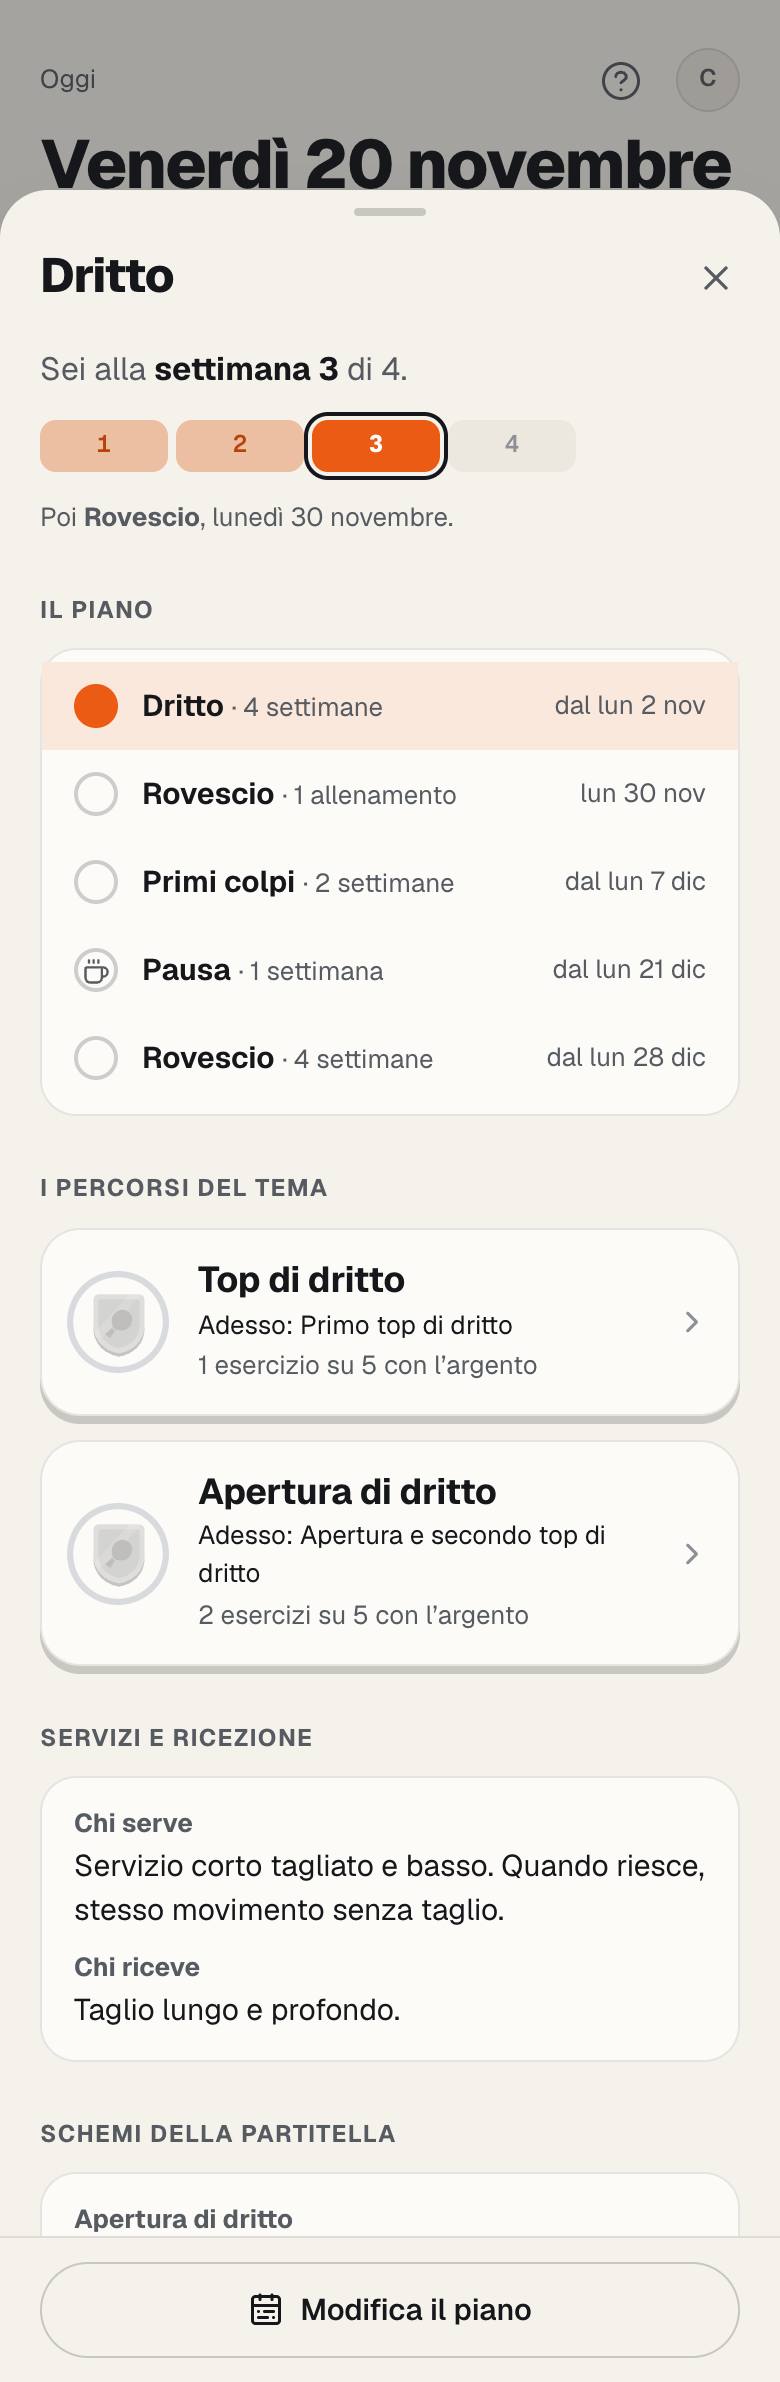 Oggi
C
Venerdì 20 novembre
Dritto
Sei alla settimana 3 di 4.
1 2 3 4
Poi Rovescio, lunedì 30 novembre.
IL PIANO
Dritto · 4 settimane dal lun 2 nov
Rovescio · 1 allenamento lun 30 nov
Primi colpi · 2 settimane dal lun 7 dic
Pausa · 1 settimana dal lun 21 dic
Rovescio · 4 settimane dal lun 28 dic
I PERCORSI DEL TEMA
Top di dritto
Adesso: Primo top di dritto
1 esercizio su 5 con l’argento
Apertura di dritto
Adesso: Apertura e secondo top di
dritto
2 esercizi su 5 con l’argento
SERVIZI E RICEZIONE
Chi serve
Servizio corto tagliato e basso. Quando riesce,
stesso movimento senza taglio.
Chi riceve
Taglio lungo e profondo.
SCHEMI DELLA PARTITELLA
Apertura di dritto
Modifica il piano